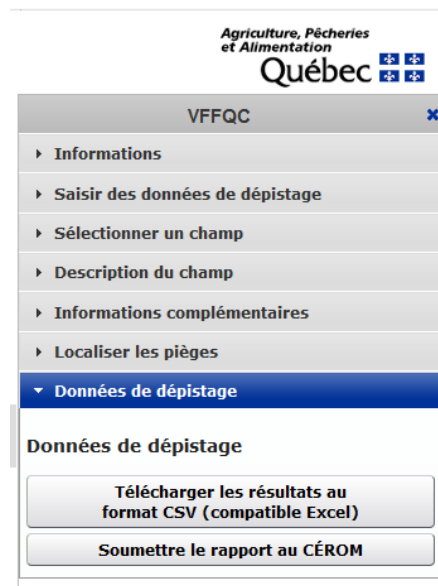 Agriculture, Pêcheries
et Alimentation
Québec
VFFQC
Informations
Saisir des données de dépistage
Sélectionner un champ
Description du champ
Informations complémentaires
Localiser les pièges
Données de dépistage
Données de dépistage
Télécharger les résultats au
format CSV (compatible Excel)
Soumettre le rapport au CÉROM